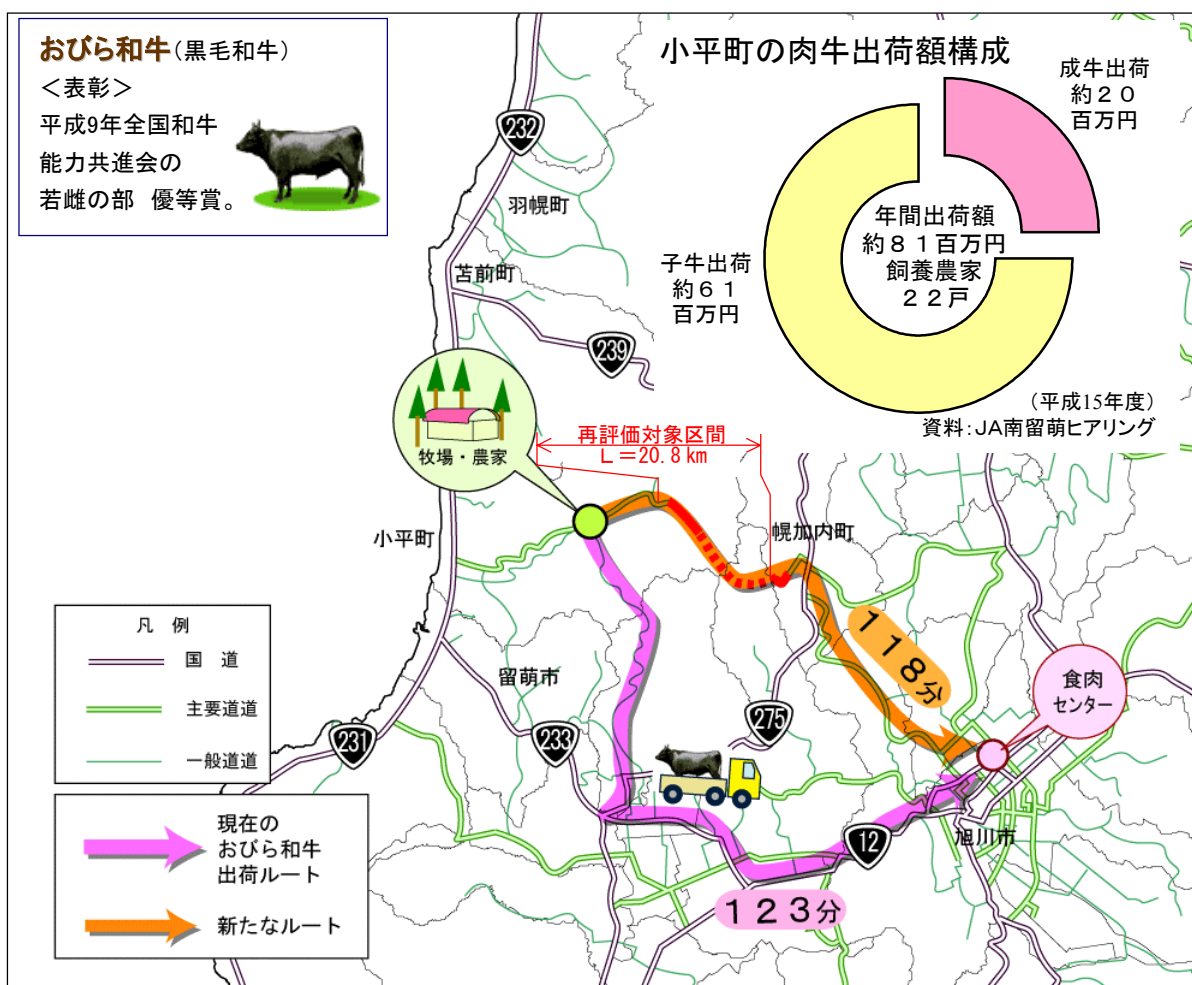 おびら和牛(黒毛和牛)
＜表彰＞
平成9年全国和牛
能力共進会の
若雌の部 優等賞。
小平町の肉牛出荷額構成
成牛出荷
約２０
百万円
年間出荷額
約８１百万円
飼養農家
２２戸
子牛出荷
約６１
百万円
(平成15年度)
資料：JA南留萌ヒアリング
232
羽幌町
苫前町
239
牧場・農家
再評価対象区間
Ｌ＝20.8km
小平町
幌加内町
118分
食肉
センター
留萌市
231
233
275
12
旭川市
123分
凡 例
国 道
主要道道
一般道道
現在の
おびら和牛
出荷ルート
新たなルート